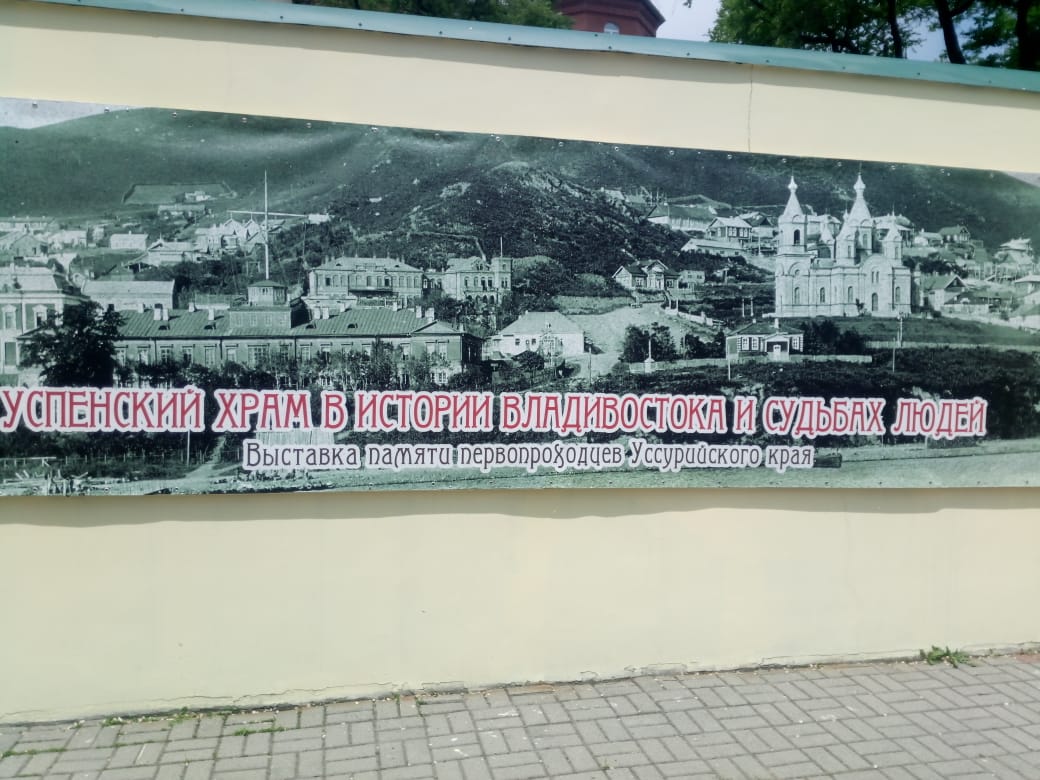 УСПЕНСКИЙ ХРАМ В ИСТОРИИ ВЛАДИВОСТОКА И СУДЬБАХ ЛЮДЕЙ
Выставка памяти первопроходцев Уссурийского края